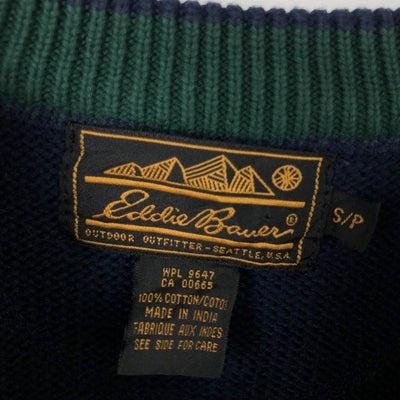 Eddie Bauer®
OUTDOOR OUTFITTER - SEATTLE, U.S.A.
S/P
WPL 9647
CA 00665
100% COTTON/COTON
MADE IN INDIA
FABRIQUE AUX INDES
SEE SIDE FOR CARE